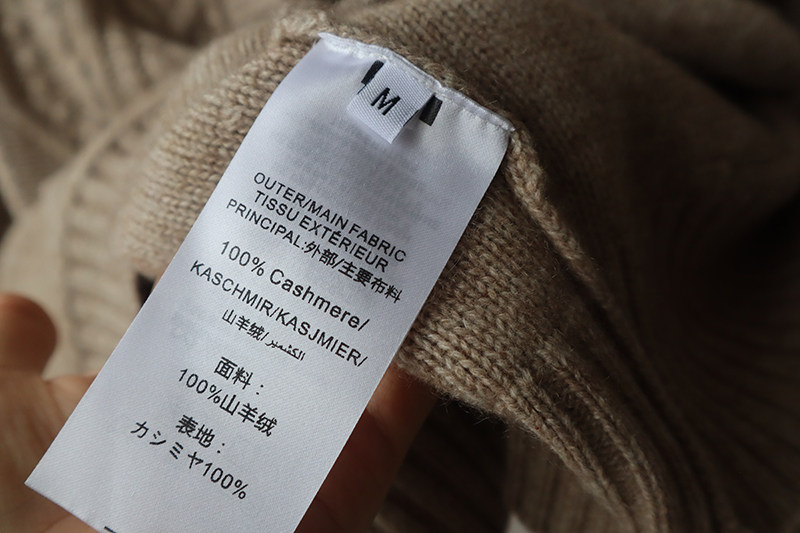 M
OUTER/MAIN FABRIC
TISSU EXTÉRIEUR
PRINCIPAL:外部/主要布料
100% Cashmere/
KASCHMIR/KASJMIER/
山羊绒/الكشمير
面料：
100%山羊绒
表地：
カシミヤ100%